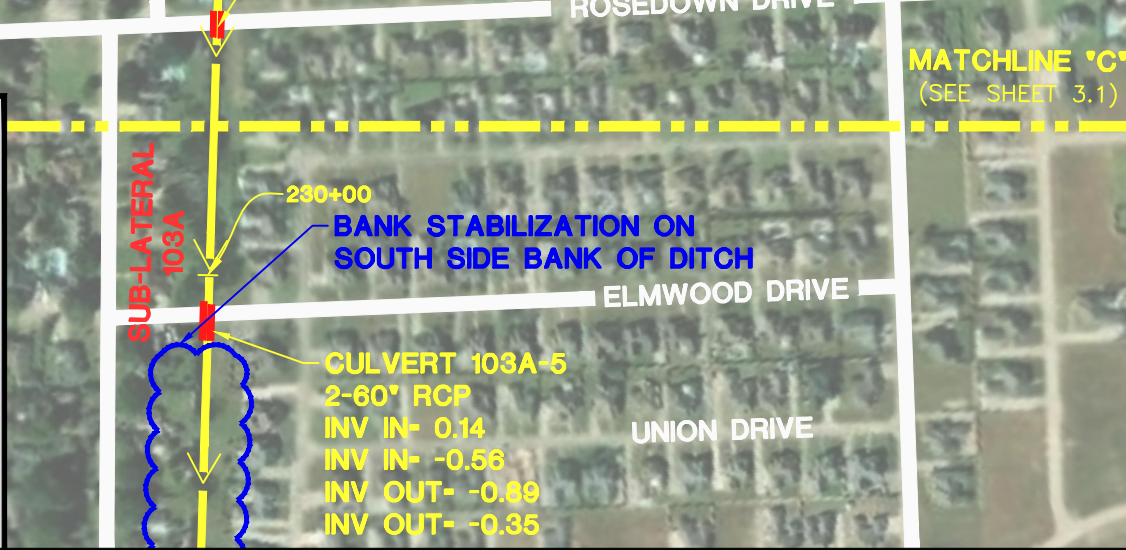 ROSEDOWN DRIVE
MATCHLINE "C"
(SEE SHEET 3.1)
SUB-LATERAL
103A
230+00
BANK STABILIZATION ON
SOUTH SIDE BANK OF DITCH
ELMWOOD DRIVE
CULVERT 103A-5
2-60" RCP
INV IN= 0.14
INV IN= -0.56
INV OUT= -0.89
INV OUT= -0.35
UNION DRIVE